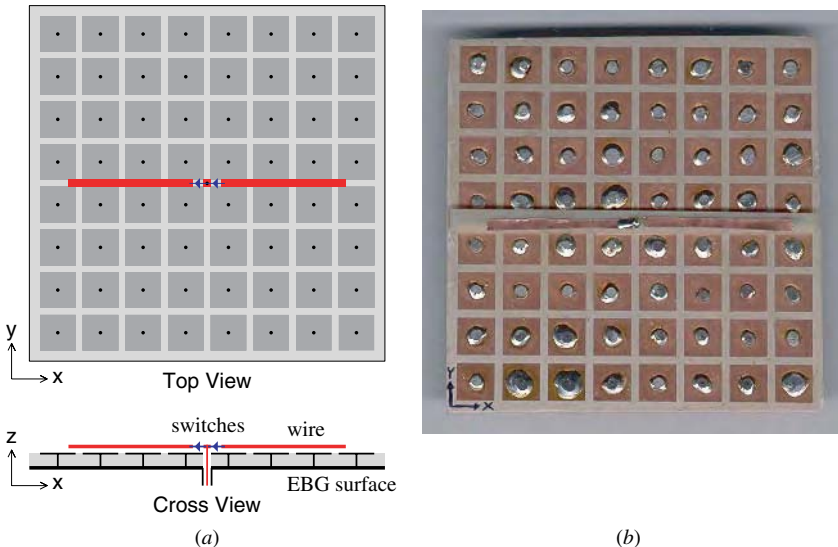 y
x
Top View
switches
wire
z
x
EBG surface
Cross View
(a)
Y
X
(b)